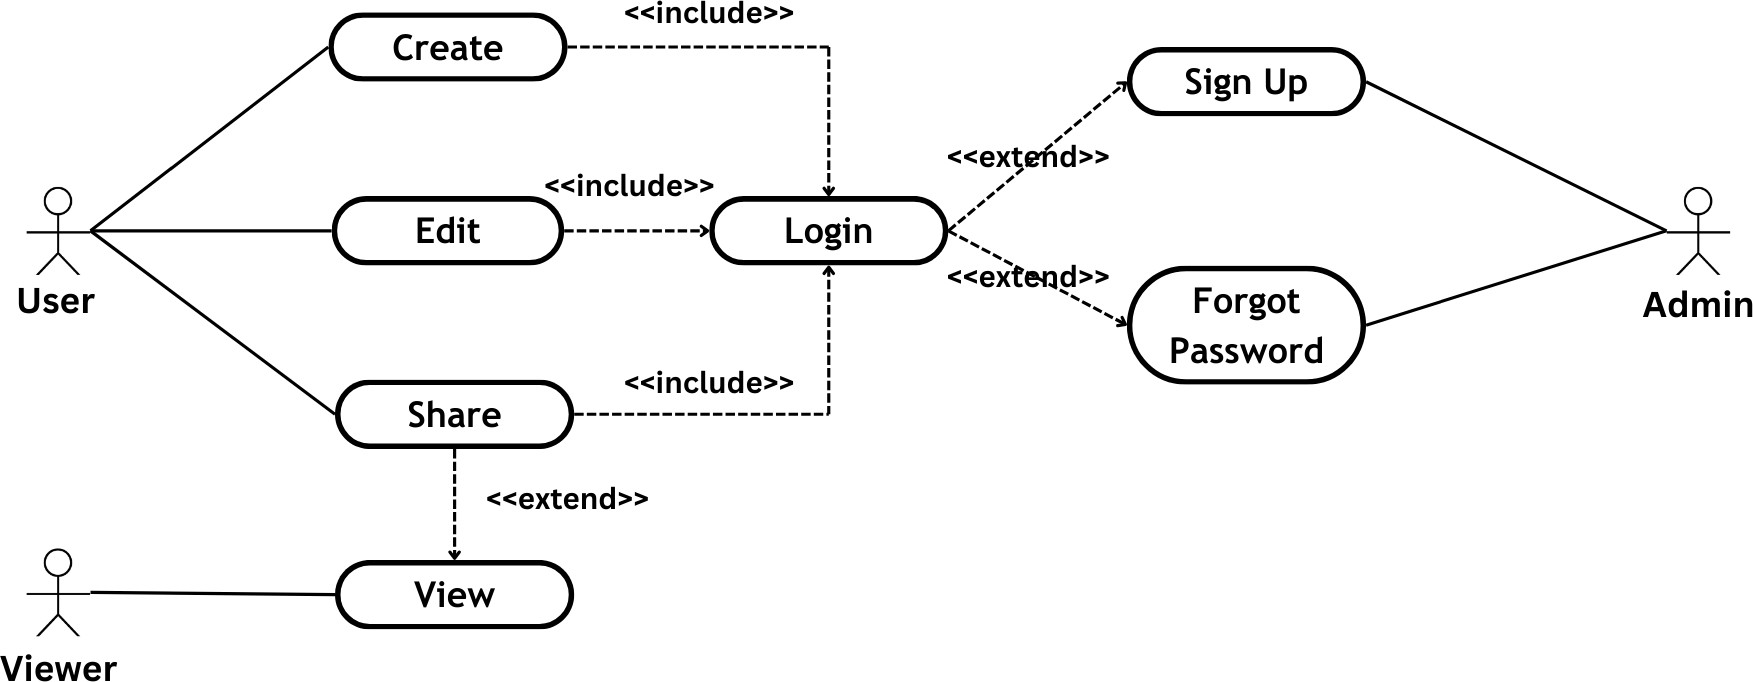 <<include>>
Create
Sign Up
<<extend>>
<<include>>
Edit
Login
<<extend>>
User
Forgot
Password
Admin
<<include>>
Share
<<extend>>
View
Viewer